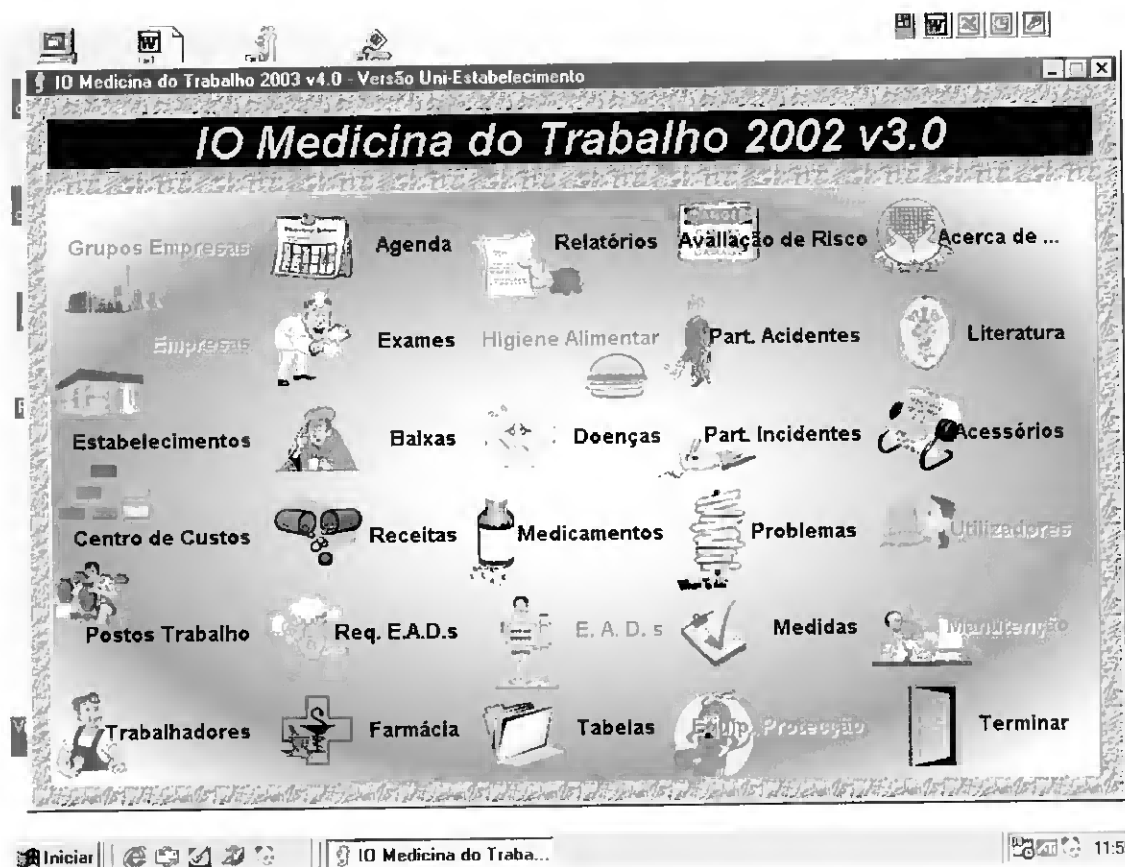 IO Medicina do Trabalho 2003 v4.0 - Versão Uni-Estabelecimento
IO Medicina do Trabalho 2002 v3.0
Grupos Empresas
Agenda
Relatórios
Avaliação de Risco
Acerca de ...
Empresas
Exames
Higiene Alimentar
Part. Acidentes
Literatura
Estabelecimentos
Baixas
Doenças
Part. Incidentes
Acessórios
Centro de Custos
Receitas
Medicamentos
Problemas
Utilizadores
Postos Trabalho
Req. E.A.D.s
E. A. D. s
Medidas
Manutenção
Trabalhadores
Farmácia
Tabelas
Equip. Protecção
Terminar
Iniciar
IO Medicina do Traba...
11:5